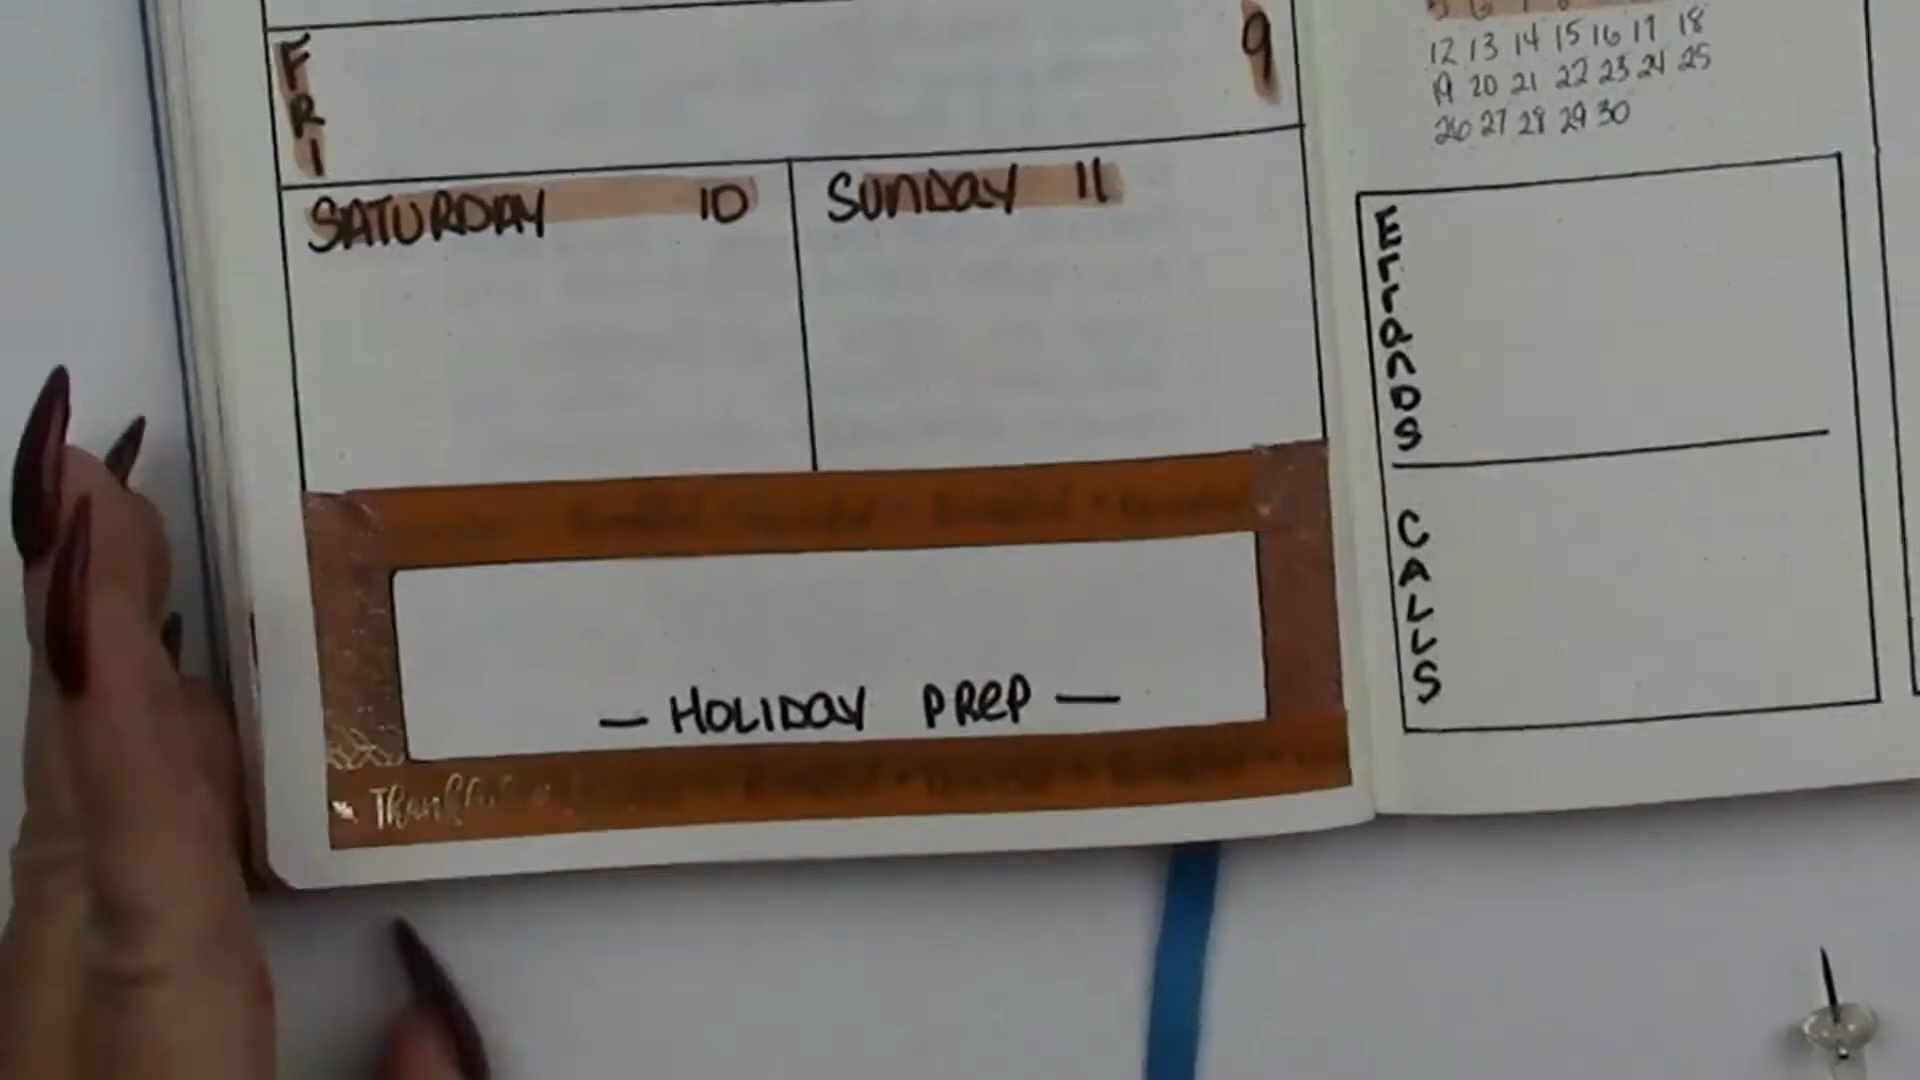 FRI 9
SATURDAY 10
SUNDAY 11
— HOLIDAY PREP —
Thankful
12 13 14 15 16 17 18
19 20 21 22 23 24 25
26 27 28 29 30
ERRANDS
CALLS